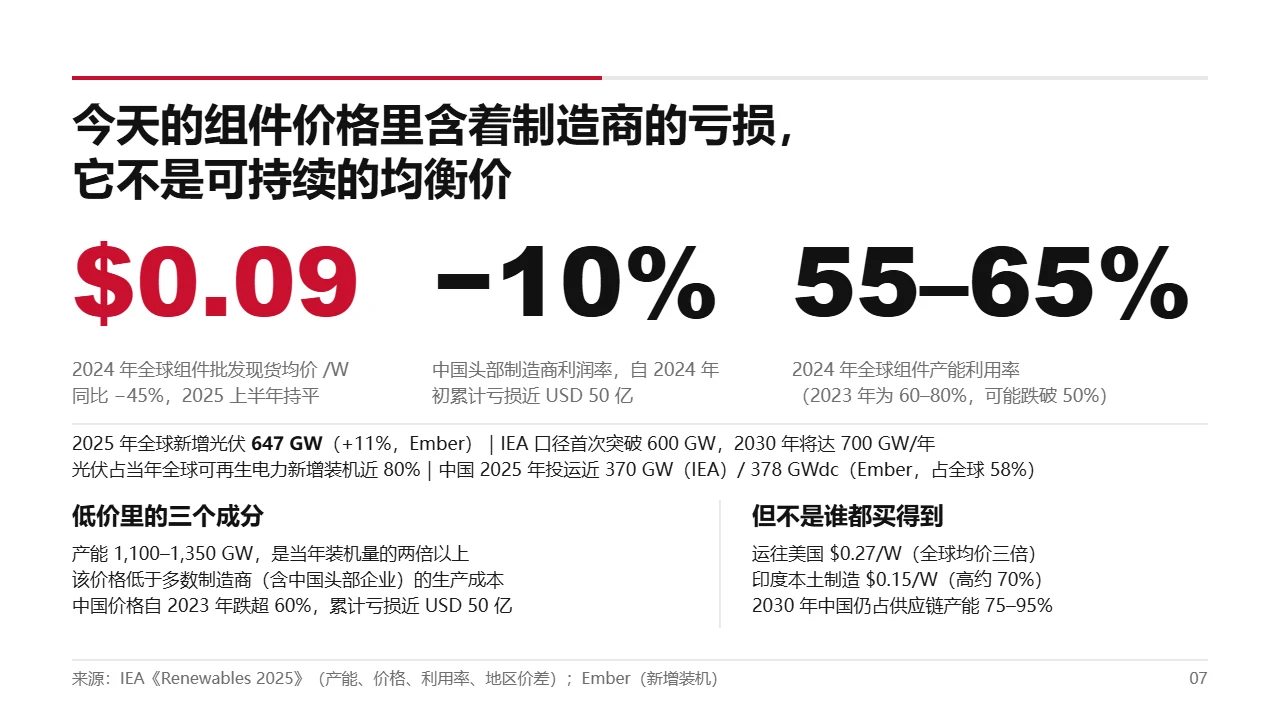 今天的组件价格里含着制造商的亏损，
它不是可持续的均衡价
$0.09
−10%
55–65%
2024 年全球组件批发现货均价 /W
同比 −45%，2025 上半年持平
中国头部制造商利润率，自 2024 年
初累计亏损近 USD 50 亿
2024 年全球组件产能利用率
（2023 年为 60–80%，可能跌破 50%）
2025 年全球新增光伏 647 GW（+11%，Ember） | IEA 口径首次突破 600 GW，2030 年将达 700 GW/年
光伏占当年全球可再生电力新增装机近 80% | 中国 2025 年投运近 370 GW（IEA）/ 378 GWdc（Ember，占全球 58%）
低价里的三个成分
产能 1,100–1,350 GW，是当年装机量的两倍以上
该价格低于多数制造商（含中国头部企业）的生产成本
中国价格自 2023 年跌超 60%，累计亏损近 USD 50 亿
但不是谁都买得到
运往美国 $0.27/W（全球均价三倍）
印度本土制造 $0.15/W（高约 70%）
2030 年中国仍占供应链产能 75–95%
来源：IEA《Renewables 2025》（产能、价格、利用率、地区价差）；Ember（新增装机）
07